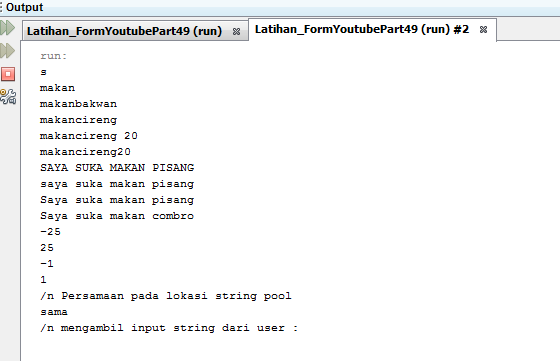 Output
Latihan_FormYoutubePart49 (run)
Latihan_FormYoutubePart49 (run) #2
run:
s
makan
makanbakwan
makancireng
makancireng 20
makancireng20
SAYA SUKA MAKAN PISANG
saya suka makan pisang
Saya suka makan pisang
Saya suka makan combro
-25
25
-1
1
/n Persamaan pada lokasi string pool
sama
/n mengambil input string dari user :